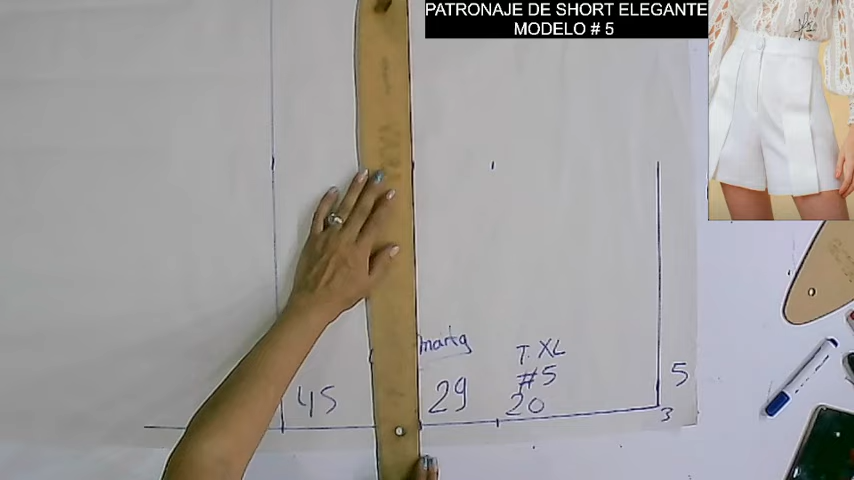 PATRONAJE DE SHORT ELEGANTE
MODELO # 5
marta
T. XL
#5
5
45
29
20
3